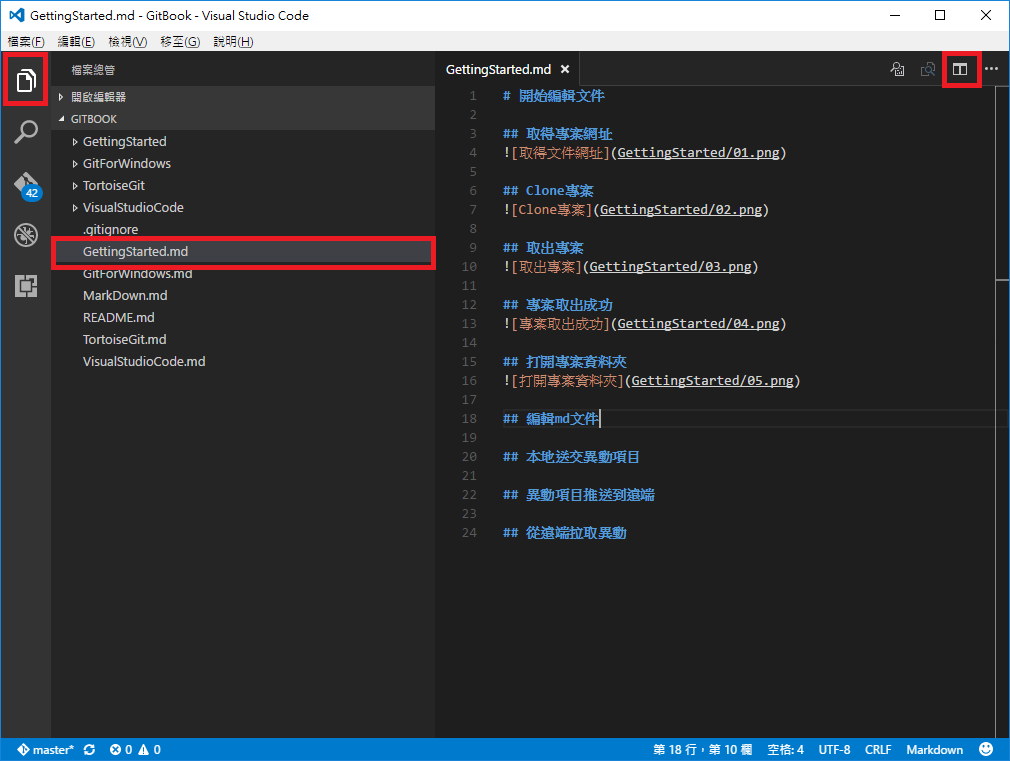 GettingStarted.md - GitBook - Visual Studio Code
檔案(F) 編輯(E) 檢視(V) 移至(G) 說明(H)
檔案總管
開啟編輯器
GITBOOK
GettingStarted
GitForWindows
TortoiseGit
VisualStudioCode
.gitignore
GettingStarted.md
GitForWindows.md
MarkDown.md
README.md
TortoiseGit.md
VisualStudioCode.md
42
GettingStarted.md
1 # 開始編輯文件
2
3 ## 取得專案網址
4 ![取得文件網址](GettingStarted/01.png)
5
6 ## Clone專案
7 ![Clone專案](GettingStarted/02.png)
8
9 ## 取出專案
10 ![取出專案](GettingStarted/03.png)
11
12 ## 專案取出成功
13 ![專案取出成功](GettingStarted/04.png)
14
15 ## 打開專案資料夾
16 ![打開專案資料夾](GettingStarted/05.png)
17
18 ## 編輯md文件
19
20 ## 本地送交異動項目
21
22 ## 異動項目推送到遠端
23
24 ## 從遠端拉取異動
master* 0 0 第 18 行，第 10 欄 空格: 4 UTF-8 CRLF Markdown